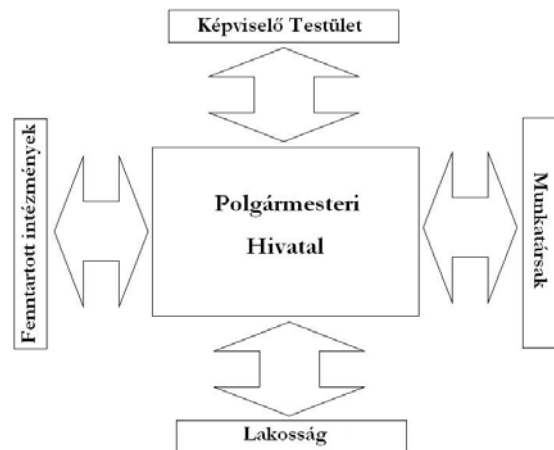 Képviselő Testület
Fenntartott intézmények
Polgármesteri
Hivatal
Munkatársak
Lakosság